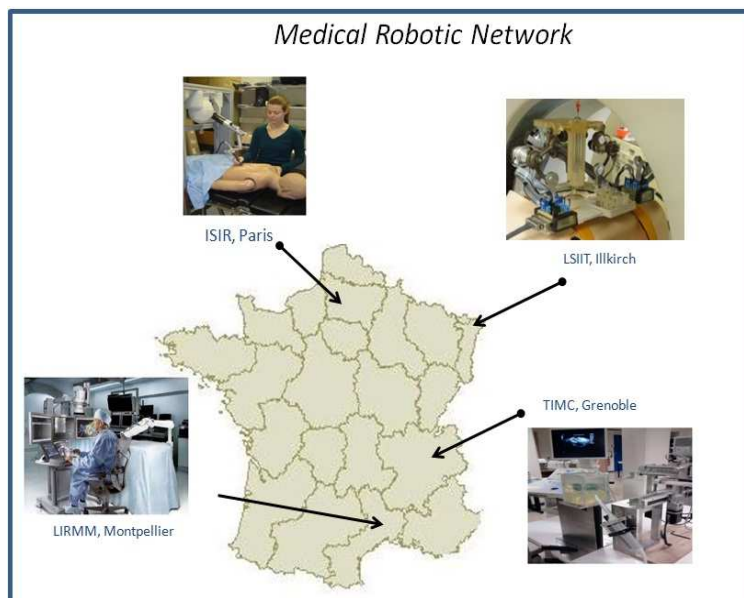 Medical Robotic Network
ISIR, Paris
LSIIT, Illkirch
TIMC, Grenoble
LIRMM, Montpellier